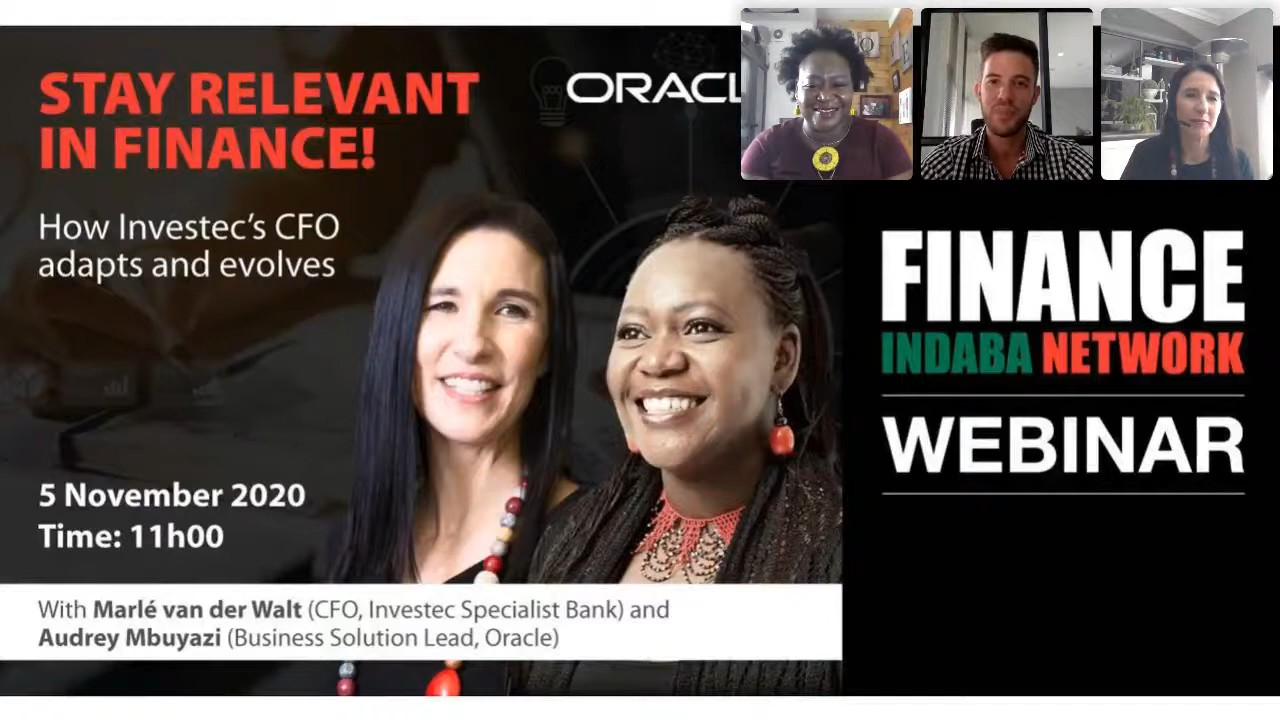 STAY RELEVANT
IN FINANCE!
ORACL
How Investec's CFO
adapts and evolves
5 November 2020
Time: 11h00
With Marlé van der Walt (CFO, Investec Specialist Bank) and
Audrey Mbuyazi (Business Solution Lead, Oracle)
FINANCE
INDABA NETWORK
WEBINAR